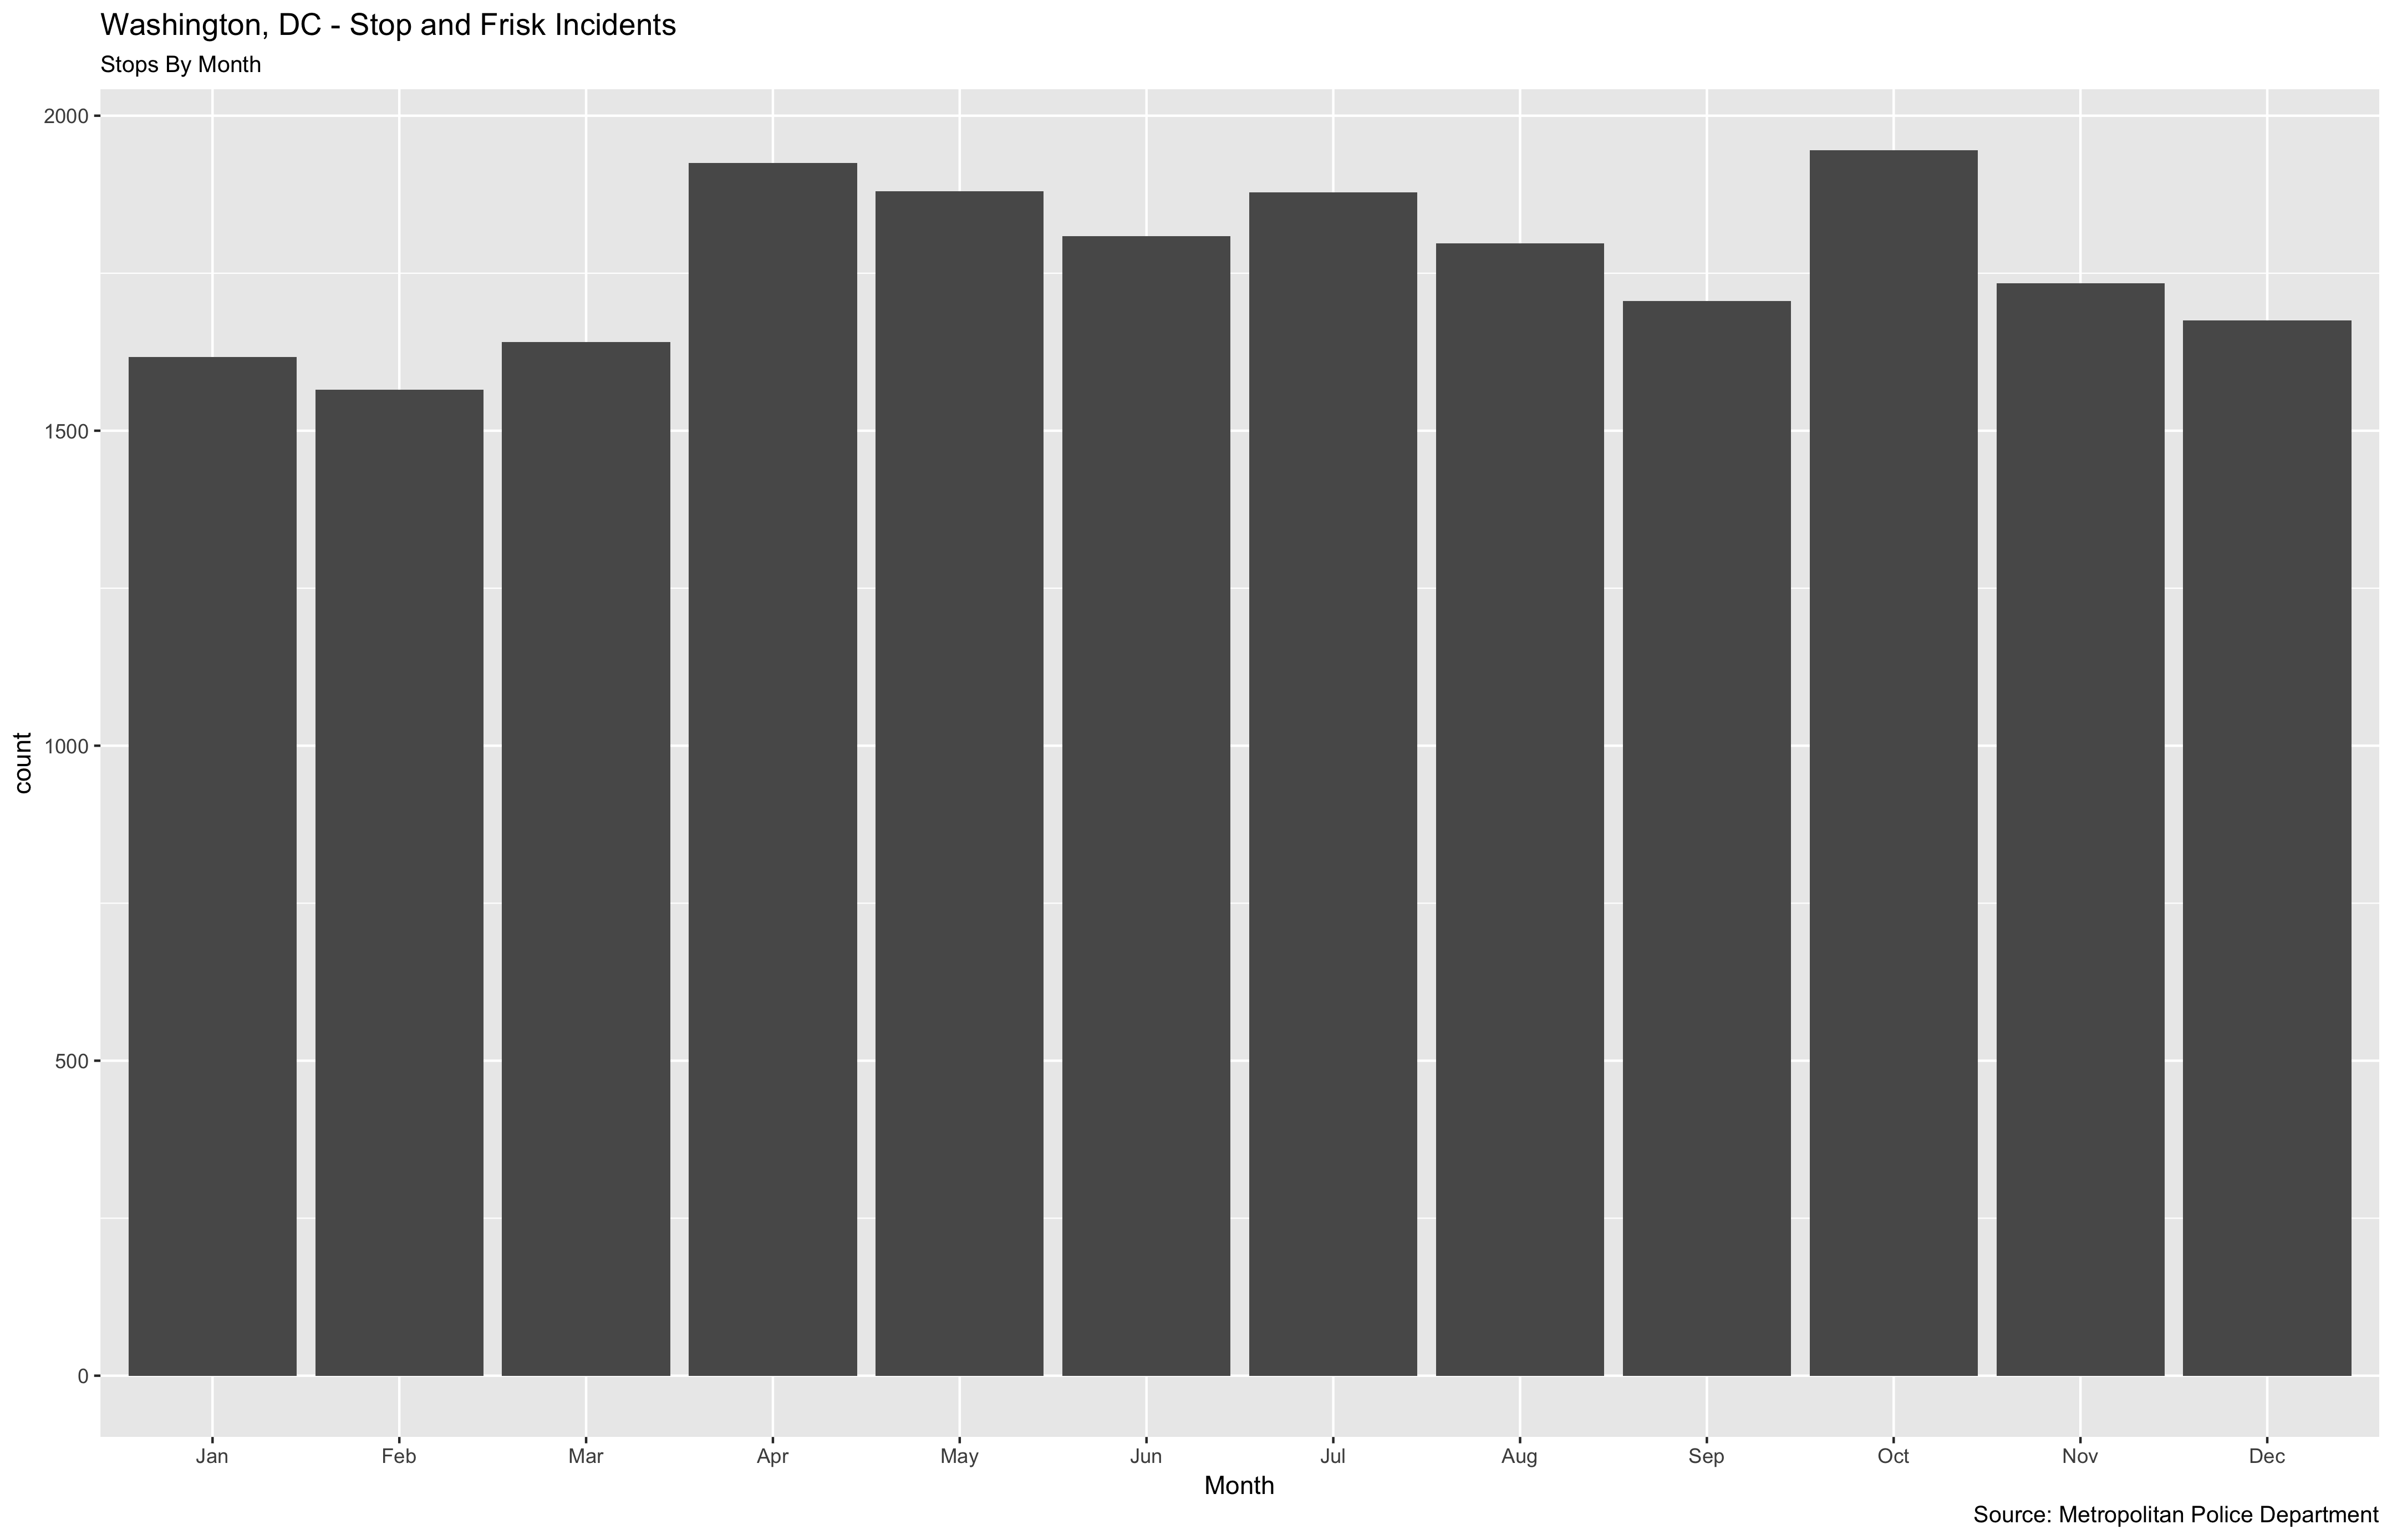 Washington, DC - Stop and Frisk Incidents
Stops By Month
2000
1500
1000
500
0
count
Jan Feb Mar Apr May Jun Jul Aug Sep Oct Nov Dec
Month
Source: Metropolitan Police Department